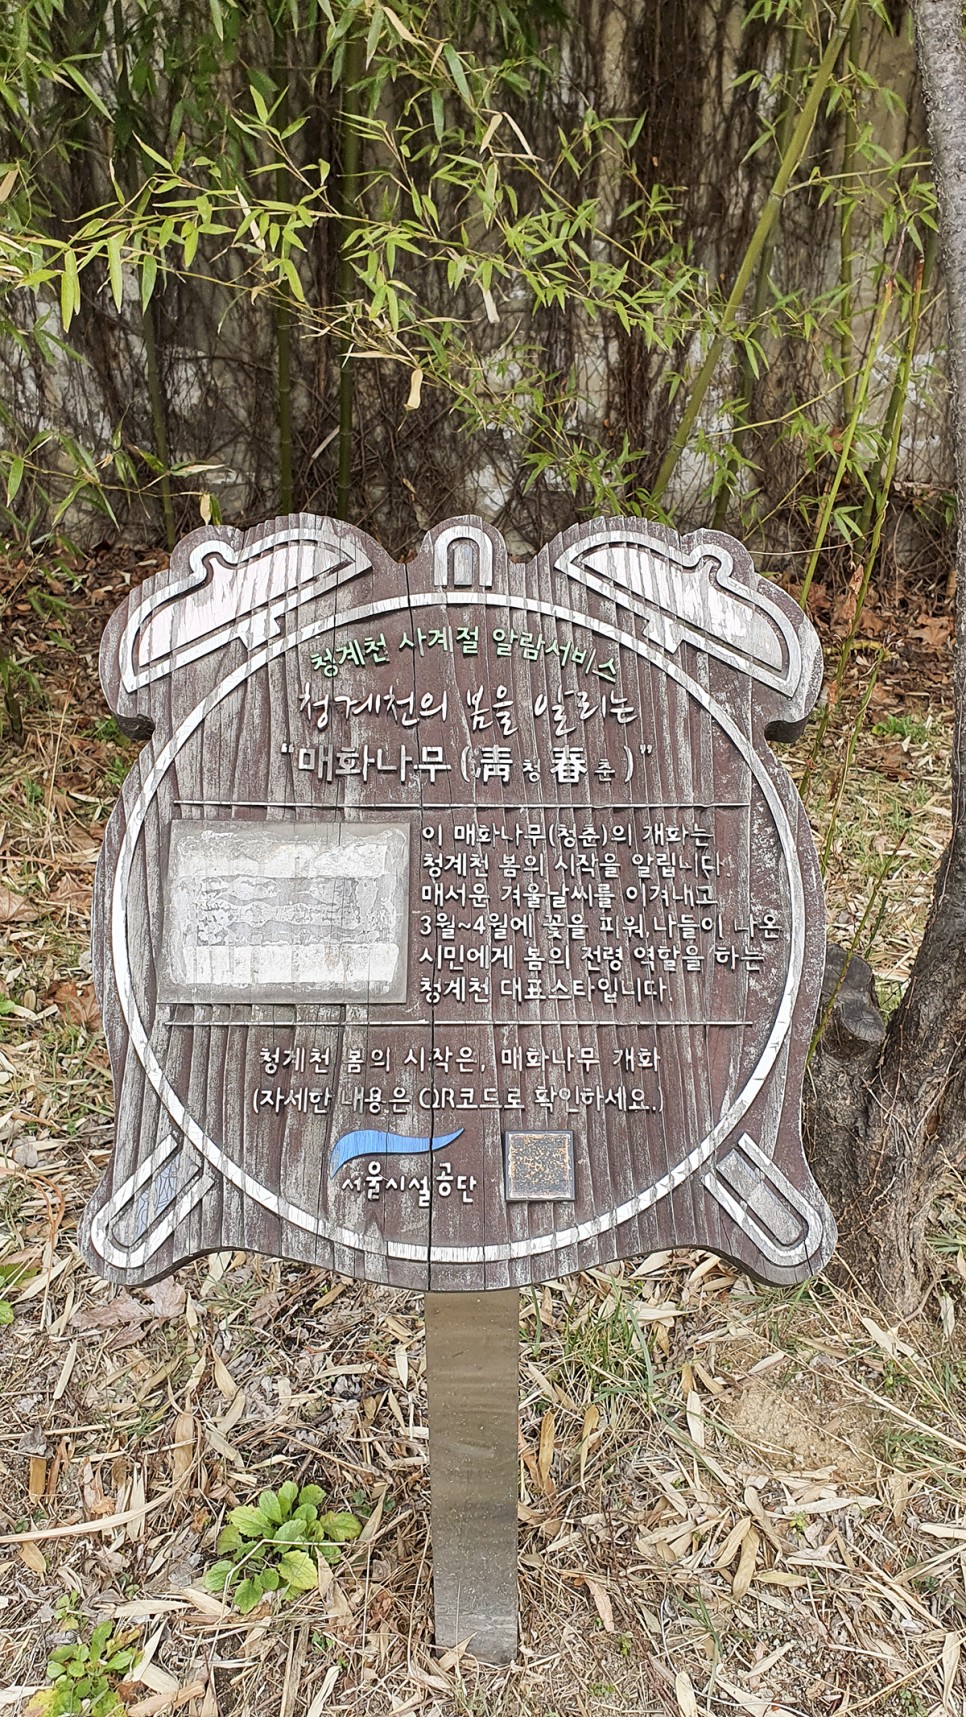 청계천 사계절 알람서비스
청계천의 봄을 알리는
“매화나무(靑청春춘)”
이 매화나무(청춘)의 개화는
청계천 봄의 시작을 알립니다.
매서운 겨울날씨를 이겨내고
3월~4월에 꽃을 피워, 나들이 나온
시민에게 봄의 전령 역할을 하는
청계천 대표스타입니다.
청계천 봄의 시작은, 매화나무 개화
(자세한 내용은 QR코드로 확인하세요.)
서울시설공단